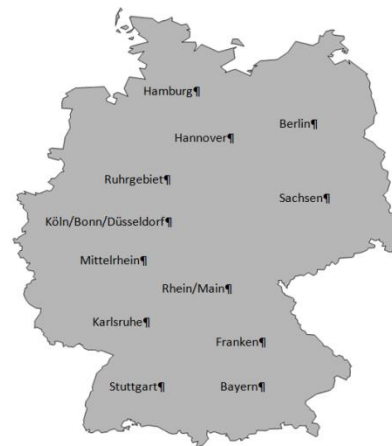 Hamburg¶
Berlin¶
Hannover¶
Ruhrgebiet¶
Sachsen¶
Köln/Bonn/Düsseldorf¶
Mittelrhein¶
Rhein/Main¶
Karlsruhe¶
Franken¶
Stuttgart¶
Bayern¶